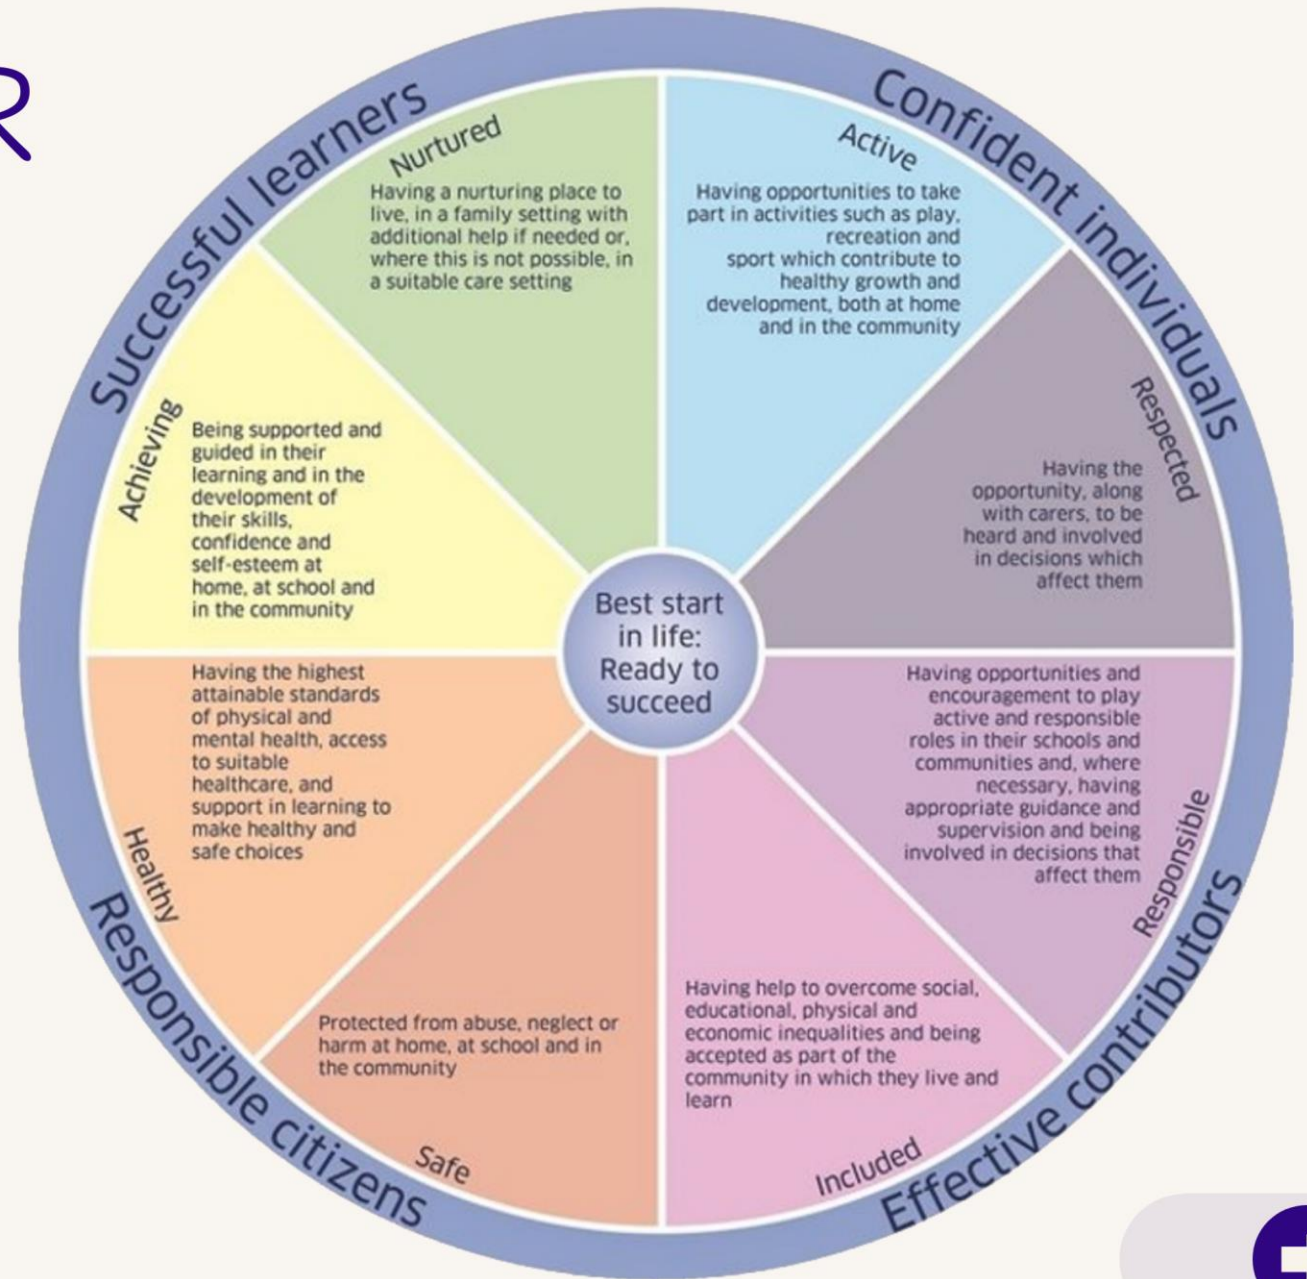 R
Successful learners
Confident individuals
Nurtured
Having a nurturing place to
live, in a family setting with
additional help if needed or,
where this is not possible, in
a suitable care setting
Active
Having opportunities to take
part in activities such as play,
recreation and
sport which contribute to
healthy growth and
development, both at home
and in the community
Achieving
Being supported and
guided in their
learning and in the
development of
their skills,
confidence and
self-esteem at
home, at school and
in the community
Respected
Having the
opportunity, along
with carers, to be
heard and involved
in decisions which
affect them
Best start
in life:
Ready to
succeed
Having the highest
attainable standards
of physical and
mental health, access
to suitable
healthcare, and
support in learning to
make healthy and
safe choices
Healthy
Having opportunities and
encouragement to play
active and responsible
roles in their schools and
communities and, where
necessary, having
appropriate guidance and
supervision and being
involved in decisions that
affect them
Responsible
Protected from abuse, neglect or
harm at home, at school and in
the community
Safe
Having help to overcome social,
educational, physical and
economic inequalities and being
accepted as part of the
community in which they live and
learn
Included
Responsible citizens
Effective contributors